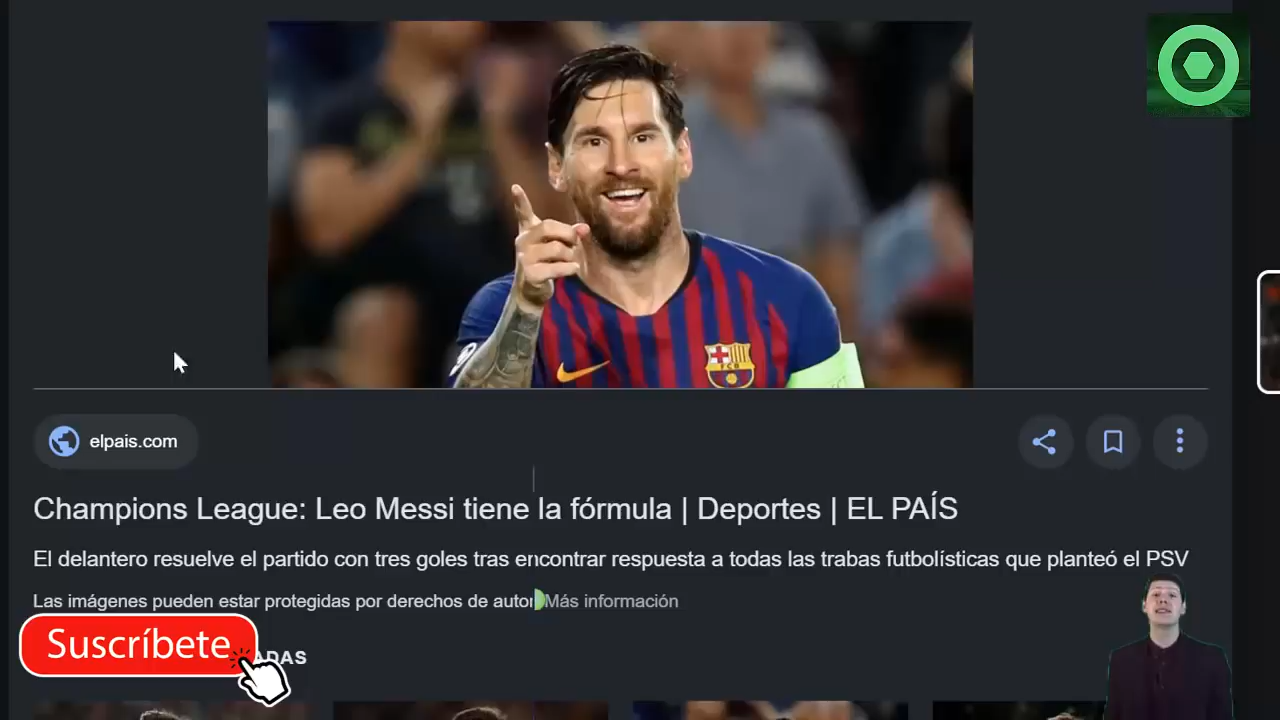 elpais.com
Champions League: Leo Messi tiene la fórmula | Deportes | EL PAÍS
El delantero resuelve el partido con tres goles tras encontrar respuesta a todas las trabas futbolísticas que planteó el PSV
Las imágenes pueden estar protegidas por derechos de autor Más información
Suscríbete
ADAS